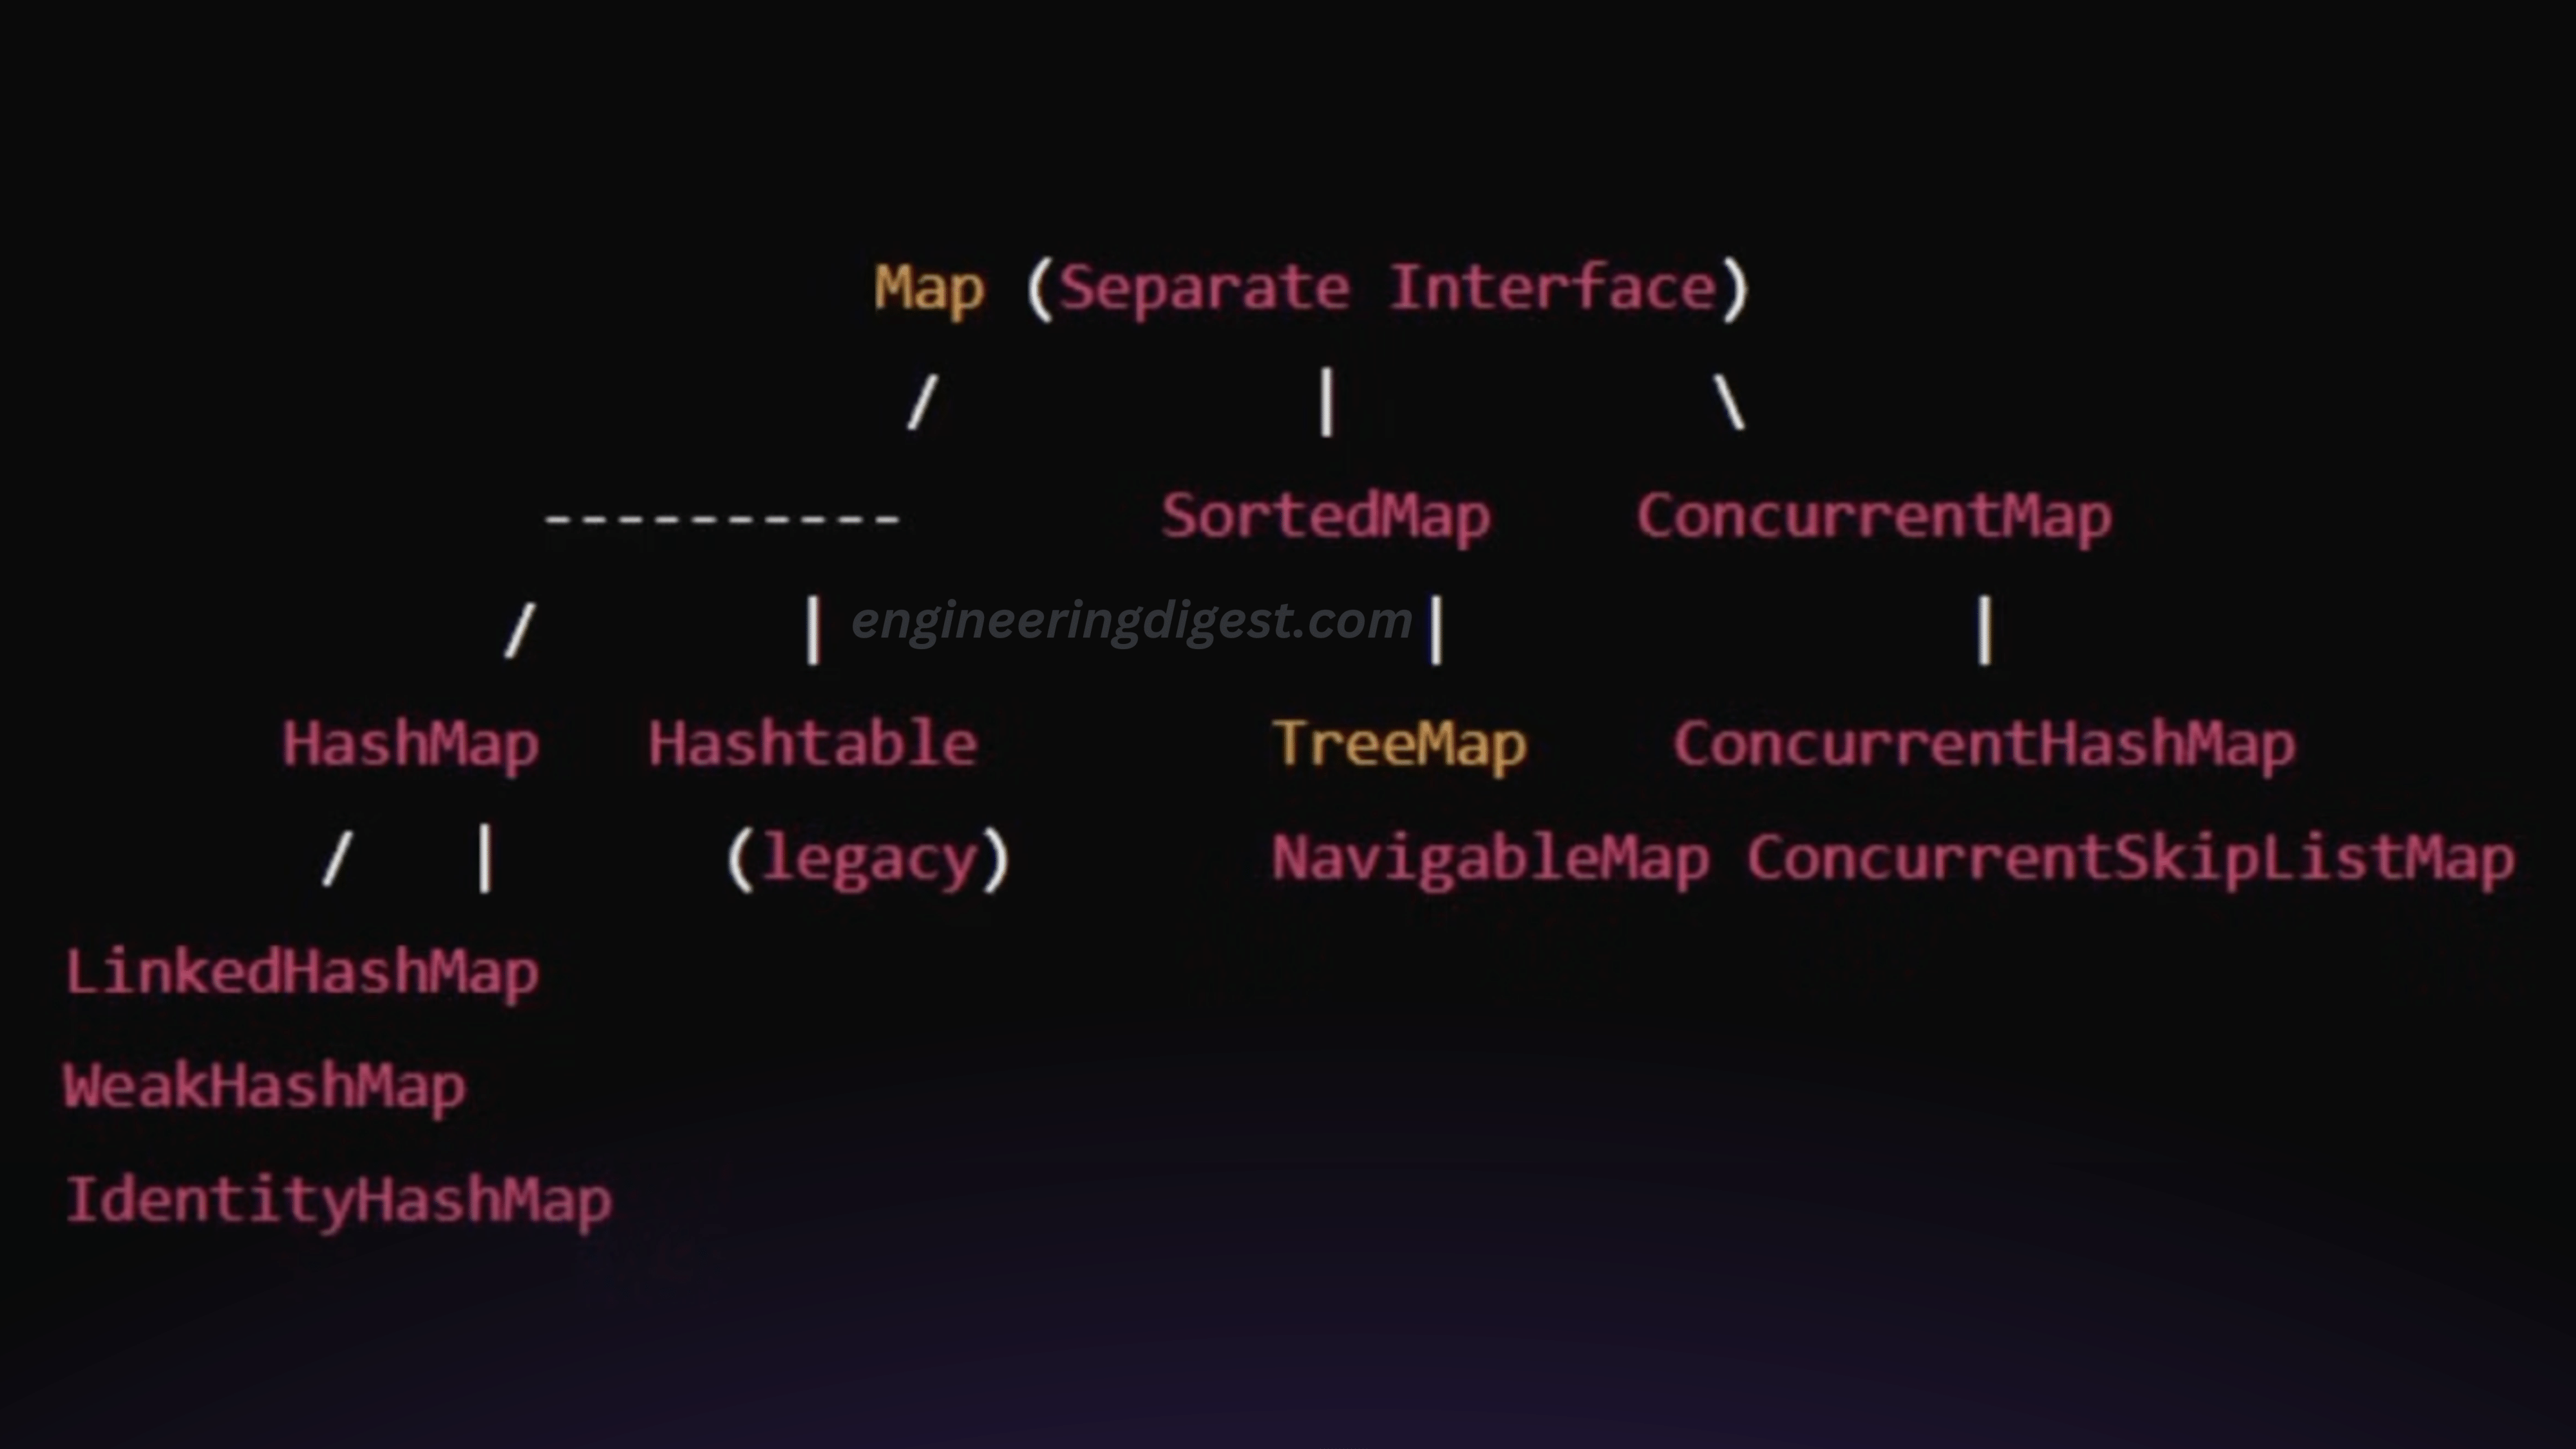 Map (Separate Interface)
/ | \
---------- SortedMap ConcurrentMap
/ | engineeringdigest.com | |
HashMap Hashtable TreeMap ConcurrentHashMap
/ | (legacy) NavigableMap ConcurrentSkipListMap
LinkedHashMap
WeakHashMap
IdentityHashMap